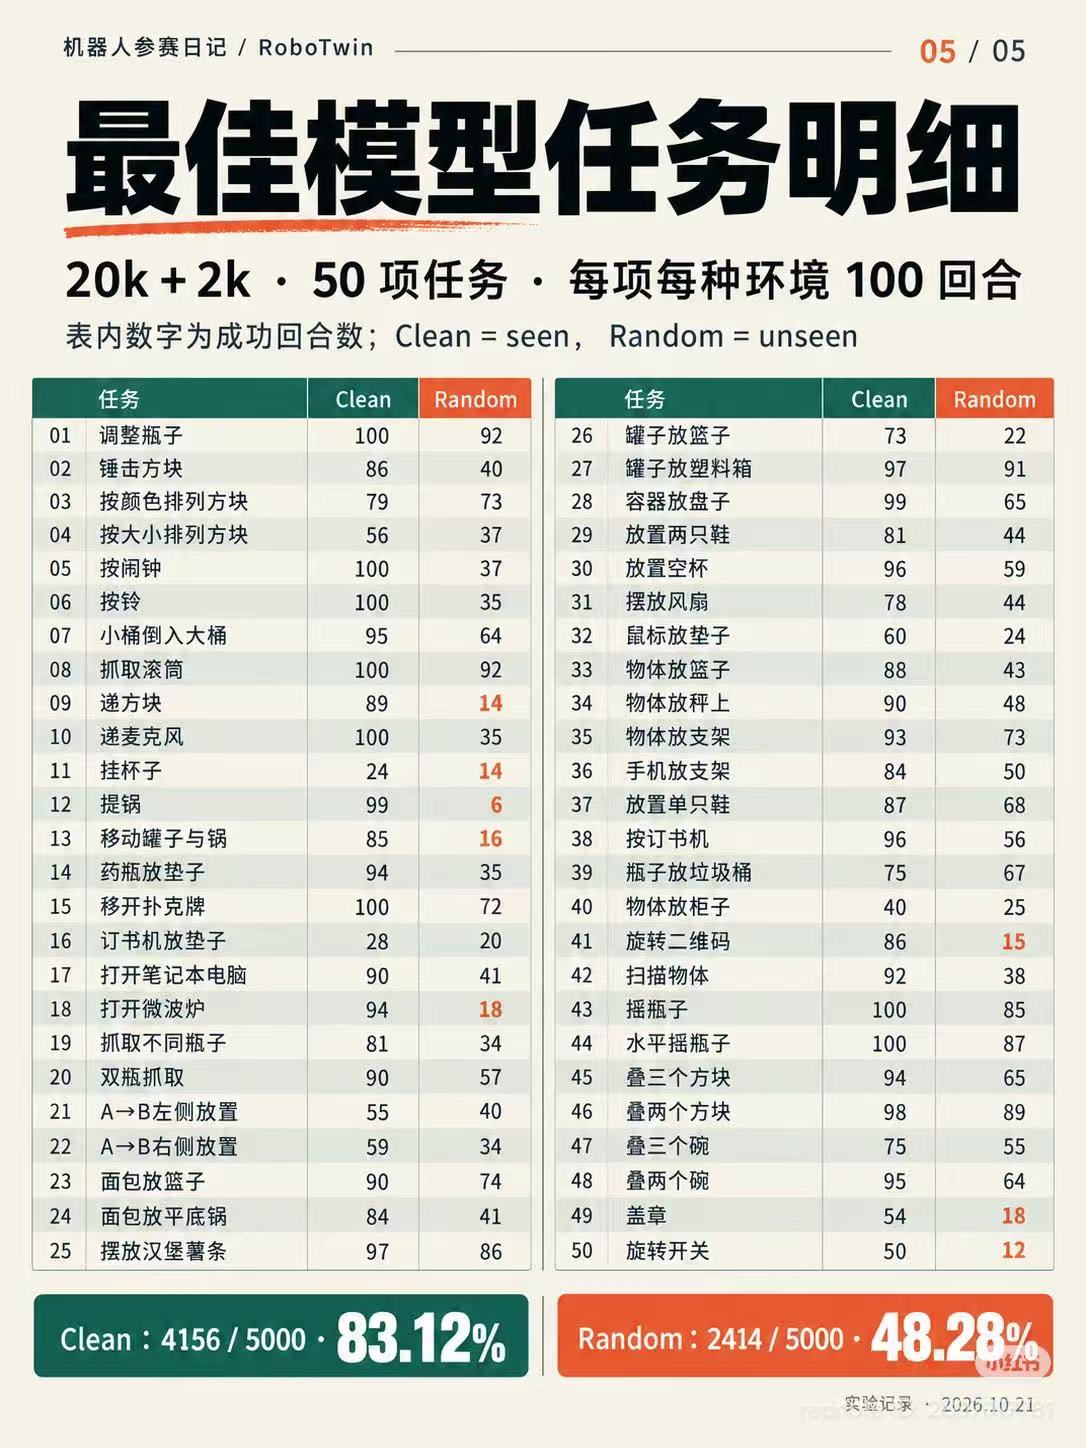 机器人参赛日记 / RoboTwin
05 / 05
最佳模型任务明细
20k + 2k · 50 项任务 · 每项每种环境 100 回合
表内数字为成功回合数；Clean = seen， Random = unseen
任务 Clean Random
01 调整瓶子 100 92
02 锤击方块 86 40
03 按颜色排列方块 79 73
04 按大小排列方块 56 37
05 按闹钟 100 37
06 按铃 100 35
07 小桶倒入大桶 95 64
08 抓取滚筒 100 92
09 递方块 89 14
10 递麦克风 100 35
11 挂杯子 24 14
12 提锅 99 6
13 移动罐子与锅 85 16
14 药瓶放垫子 94 35
15 移开扑克牌 100 72
16 订书机放垫子 28 20
17 打开笔记本电脑 90 41
18 打开微波炉 94 18
19 抓取不同瓶子 81 34
20 双瓶抓取 90 57
21 A→B左侧放置 55 40
22 A→B右侧放置 59 34
23 面包放篮子 90 74
24 面包放平底锅 84 41
25 摆放汉堡薯条 97 86
任务 Clean Random
26 罐子放篮子 73 22
27 罐子放塑料箱 97 91
28 容器放盘子 99 65
29 放置两只鞋 81 44
30 放置空杯 96 59
31 摆放风扇 78 44
32 鼠标放垫子 60 24
33 物体放篮子 88 43
34 物体放秤上 90 48
35 物体放支架 93 73
36 手机放支架 84 50
37 放置单只鞋 87 68
38 按订书机 96 56
39 瓶子放垃圾桶 75 67
40 物体放柜子 40 25
41 旋转二维码 86 15
42 扫描物体 92 38
43 摇瓶子 100 85
44 水平摇瓶子 100 87
45 叠三个方块 94 65
46 叠两个方块 98 89
47 叠三个碗 75 55
48 叠两个碗 95 64
49 盖章 54 18
50 旋转开关 50 12
Clean：4156 / 5000 · 83.12%
Random：2414 / 5000 · 48.28%
小红书
实验记录 · 2026.10.21